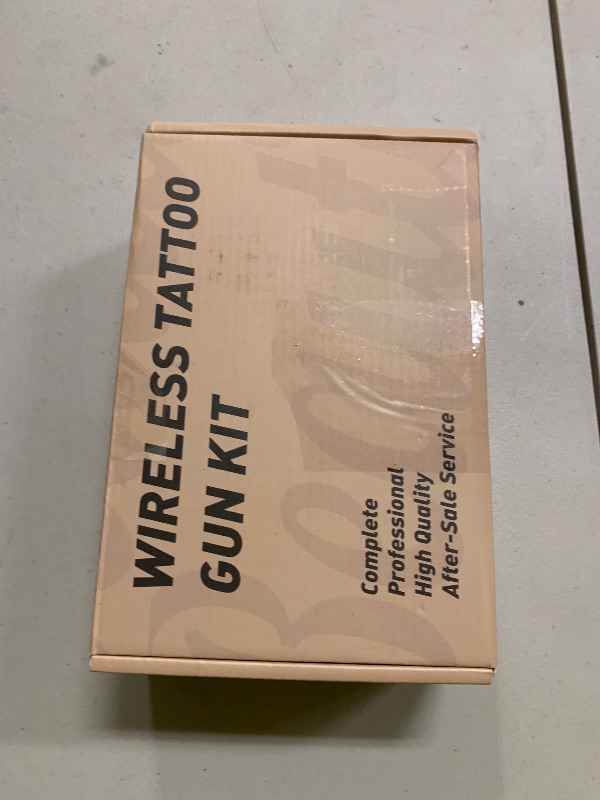 WIRELESS TATTOO
GUN KIT
Complete
Professional
High Quality
After-Sale Service